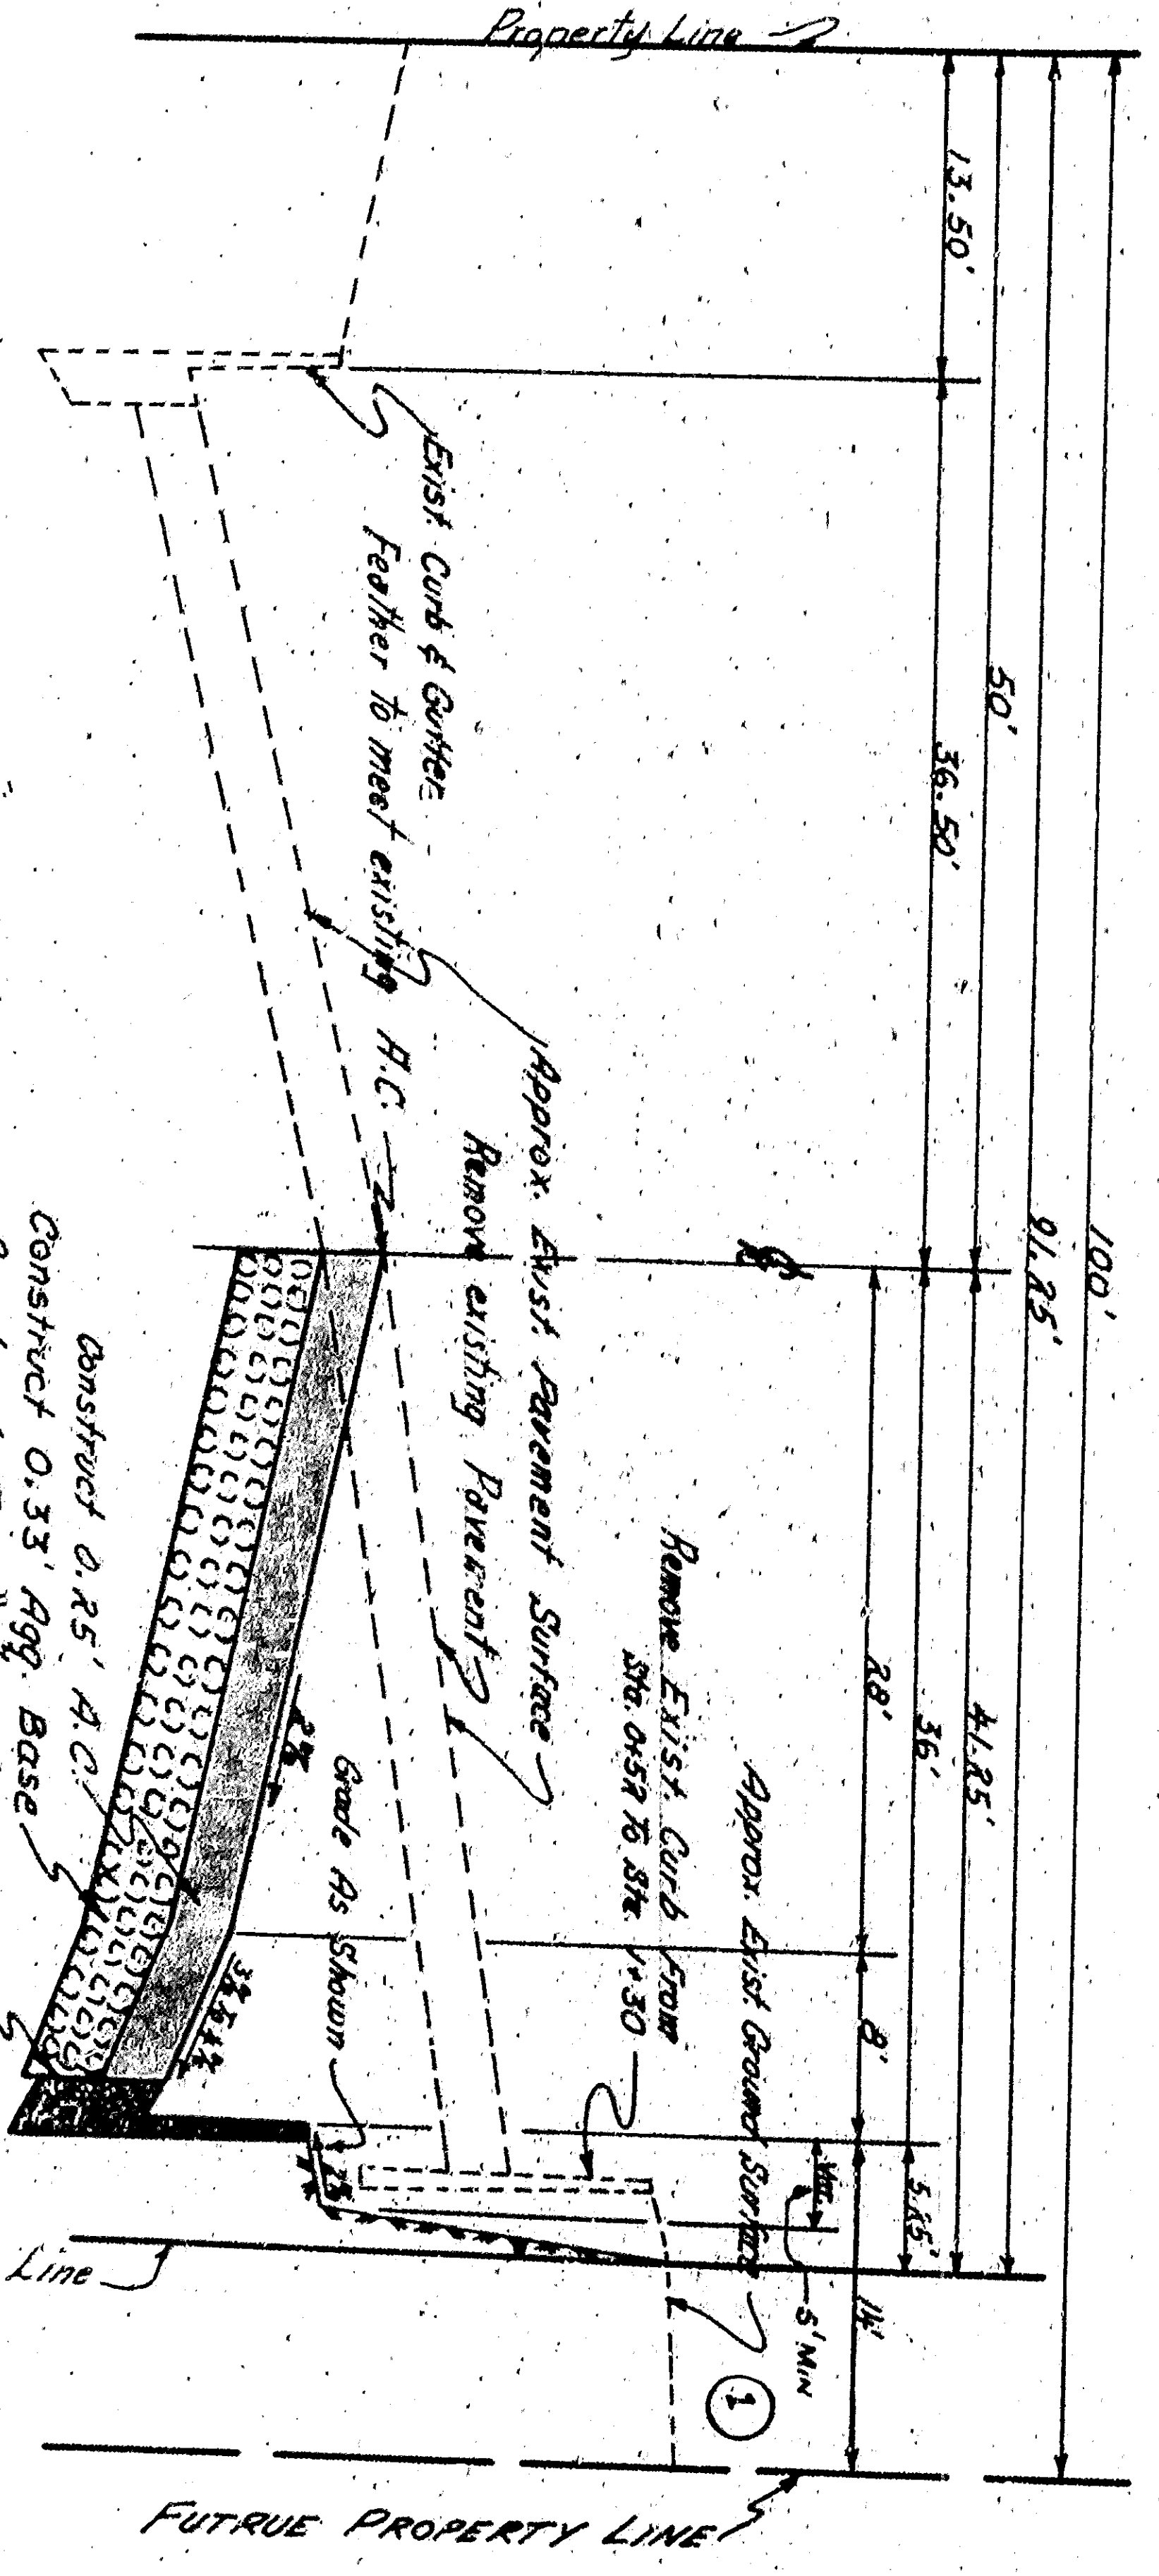 Property Line
100'
91.25'
50'
41.25'
13.50'
36.50'
36'
5.25'
28'
8'
14'
Var.
5' MIN
1
Approx. Exist. Ground Surface
Remove Exist. Curb From
Sta. 0+52 To Sta. 1+30
Approx. Exist. Pavement Surface
Remove existing Pavement
Exist. Curb & Gutter
Feather to meet existing A.C.
2%
Grade As Shown
Construct 0.25' A.C.
Construct 0.33' Agg. Base
Line
FUTRUE PROPERTY LINE